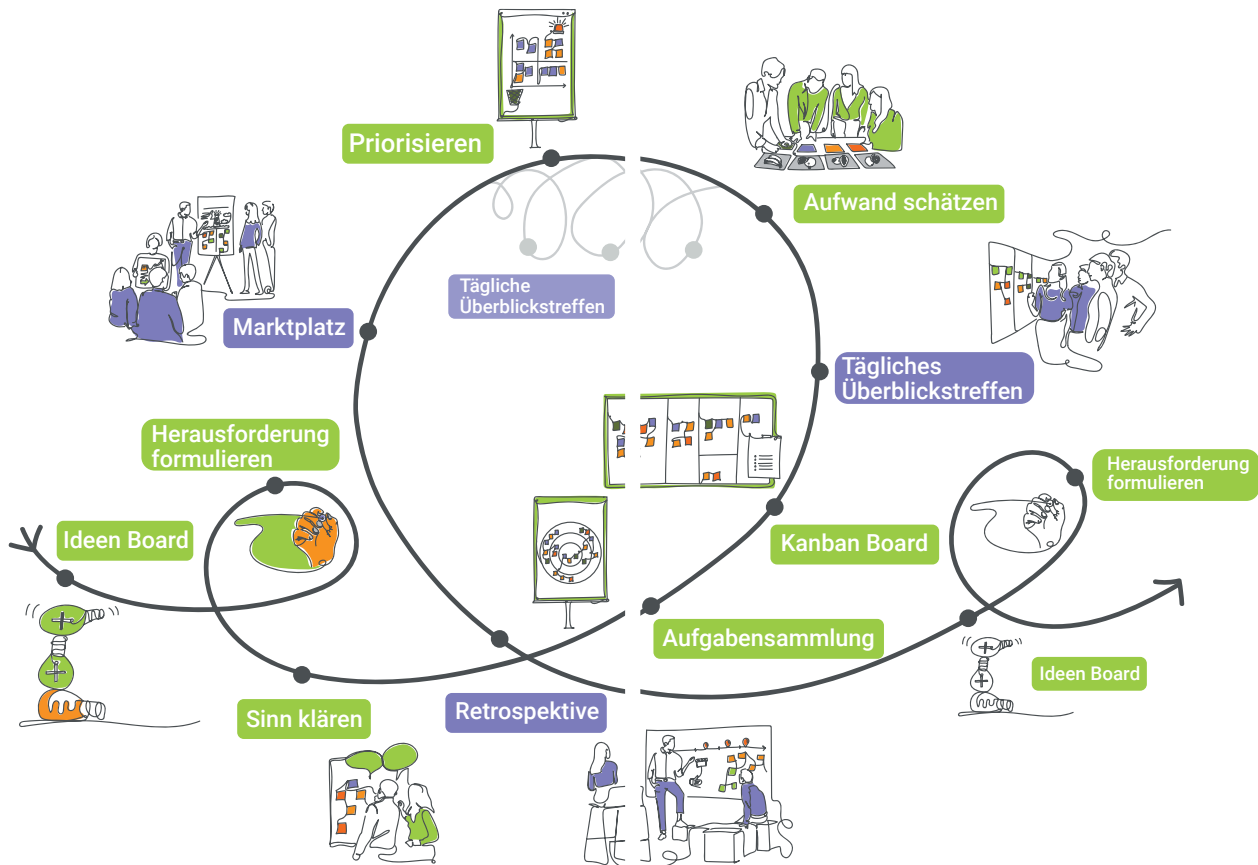 Priorisieren
Aufwand schätzen
Tägliche
Überblickstreffen
Marktplatz
Tägliches
Überblickstreffen
Herausforderung
formulieren
Herausforderung
formulieren
Ideen Board
Kanban Board
Aufgabensammlung
Ideen Board
Sinn klären
Retrospektive